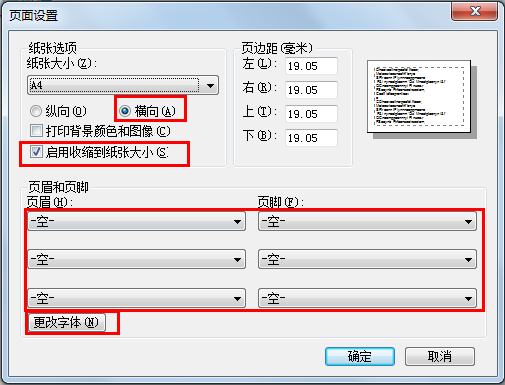 页面设置
纸张选项
纸张大小(Z):
A4
纵向(O)
横向(A)
打印背景颜色和图像(C)
启用收缩到纸张大小(S)
页边距(毫米)
左(L): 19.05
右(R): 19.05
上(T): 19.05
下(B): 19.05
页眉和页脚
页眉(H): 页脚(F):
-空- -空-
-空- -空-
-空- -空-
更改字体(N)
确定 取消